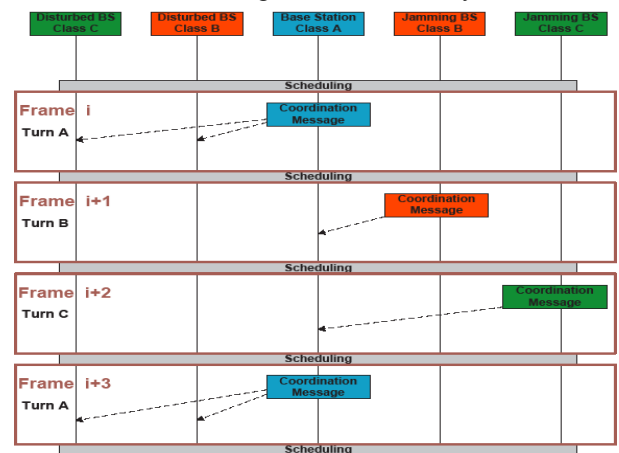 Disturbed BS
Class C
Disturbed BS
Class B
Base Station
Class A
Jamming BS
Class B
Jamming BS
Class C
Scheduling
Frame i
Turn A
Coordination
Message
Scheduling
Frame i+1
Turn B
Coordination
Message
Scheduling
Frame i+2
Turn C
Coordination
Message
Scheduling
Frame i+3
Turn A
Coordination
Message
Scheduling